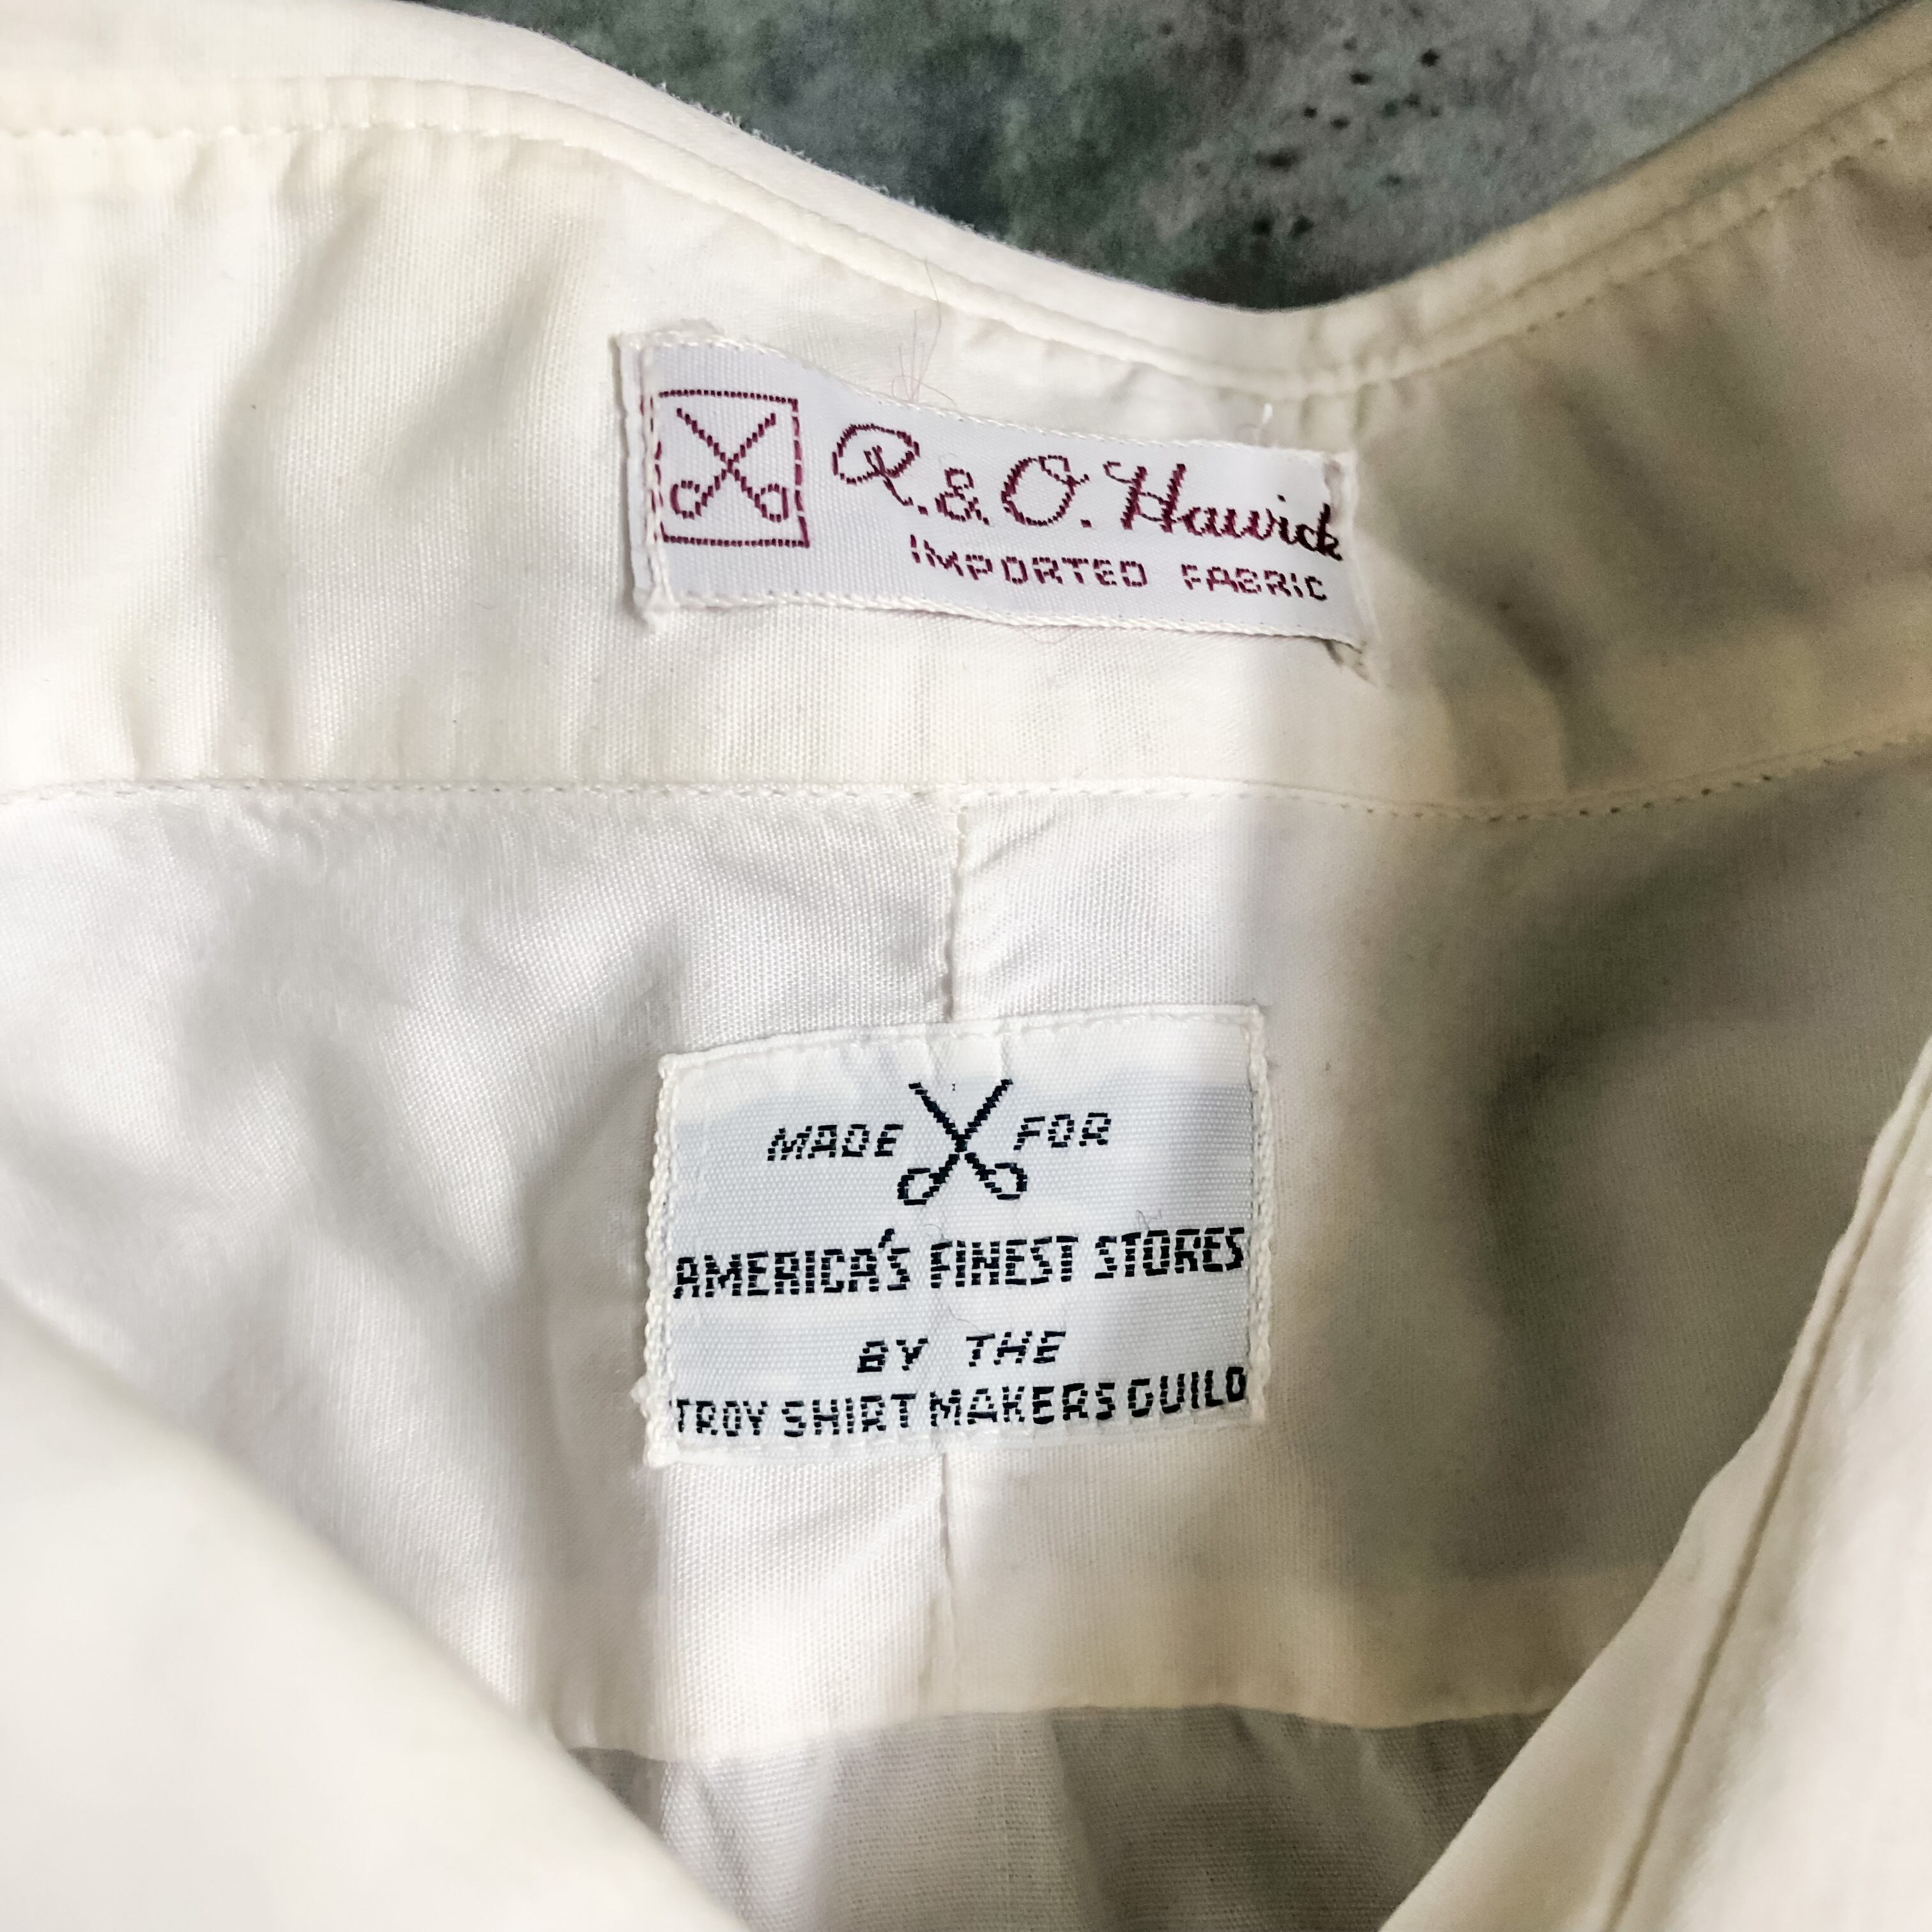 R. & O. Hawick
IMPORTED FABRIC
MADE FOR
AMERICA'S FINEST STORES
BY THE
TROY SHIRT MAKERS GUILD